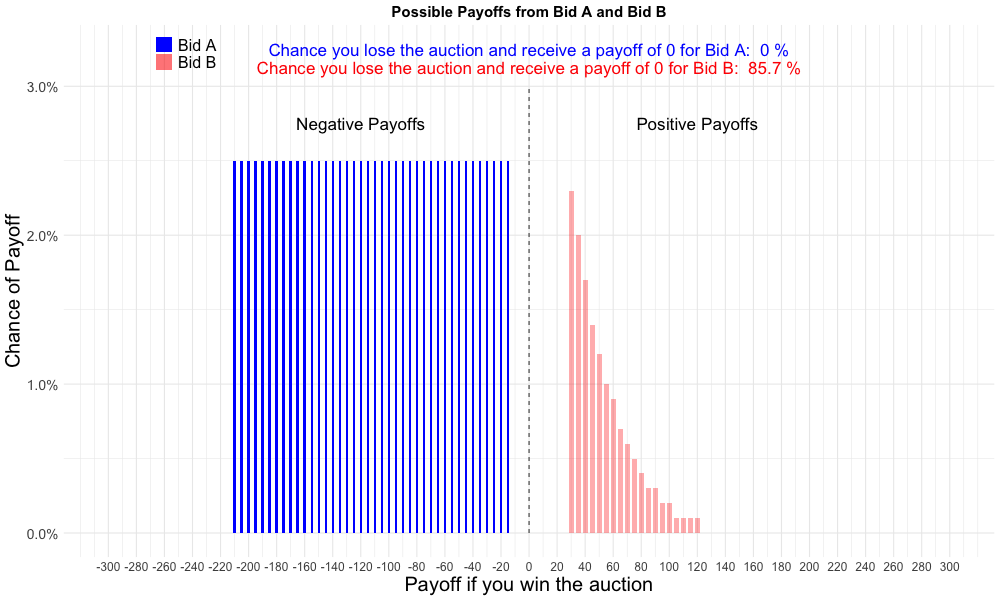 Possible Payoffs from Bid A and Bid B
Bid A
Bid B
Chance you lose the auction and receive a payoff of 0 for Bid A:  0 %
Chance you lose the auction and receive a payoff of 0 for Bid B:  85.7 %
Negative Payoffs
Positive Payoffs
Chance of Payoff
3.0%
2.0%
1.0%
0.0%
-300 -280 -260 -240 -220 -200 -180 -160 -140 -120 -100 -80 -60 -40 -20 0 20 40 60 80 100 120 140 160 180 200 220 240 260 280 300
Payoff if you win the auction